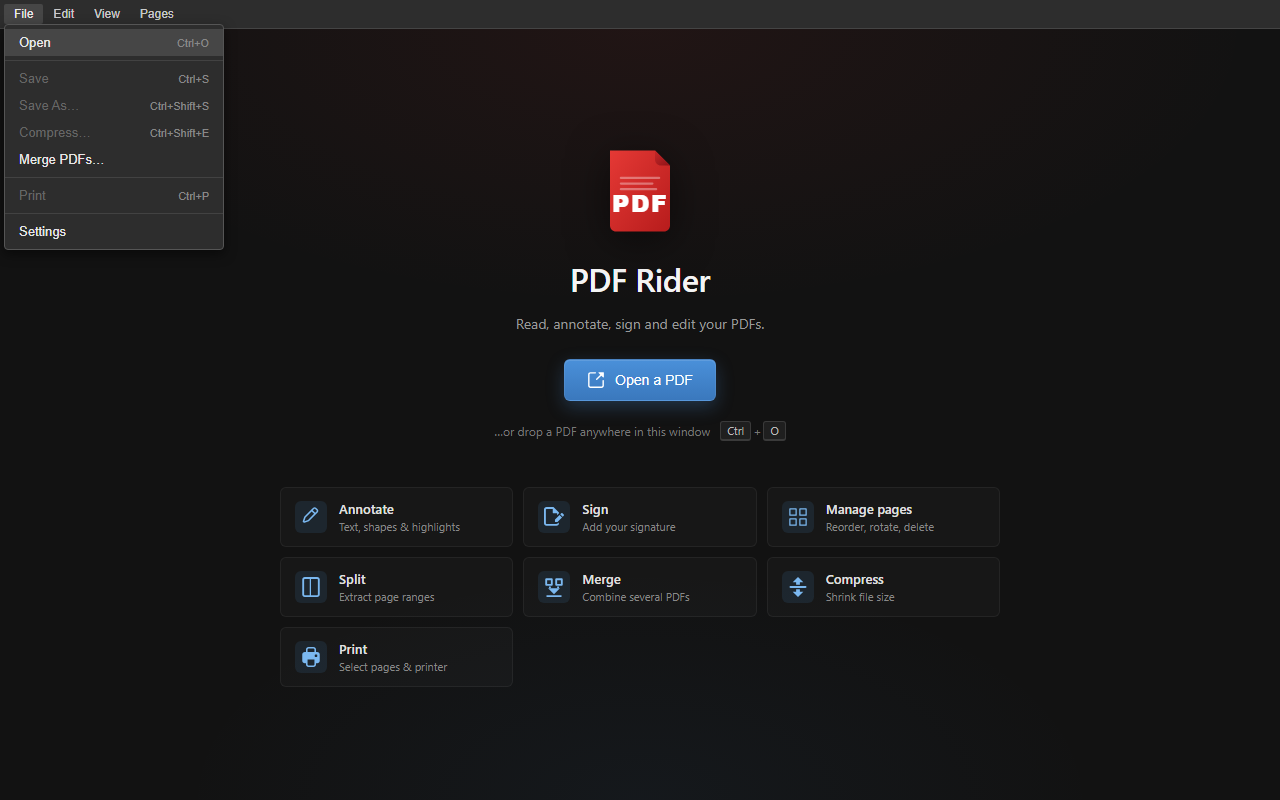 File Edit View Pages
Open Ctrl+O
Save Ctrl+S
Save As... Ctrl+Shift+S
Compress... Ctrl+Shift+E
Merge PDFs...
Print Ctrl+P
Settings
PDF
PDF Rider
Read, annotate, sign and edit your PDFs.
Open a PDF
...or drop a PDF anywhere in this window Ctrl + O
Annotate
Text, shapes & highlights
Sign
Add your signature
Manage pages
Reorder, rotate, delete
Split
Extract page ranges
Merge
Combine several PDFs
Compress
Shrink file size
Print
Select pages & printer